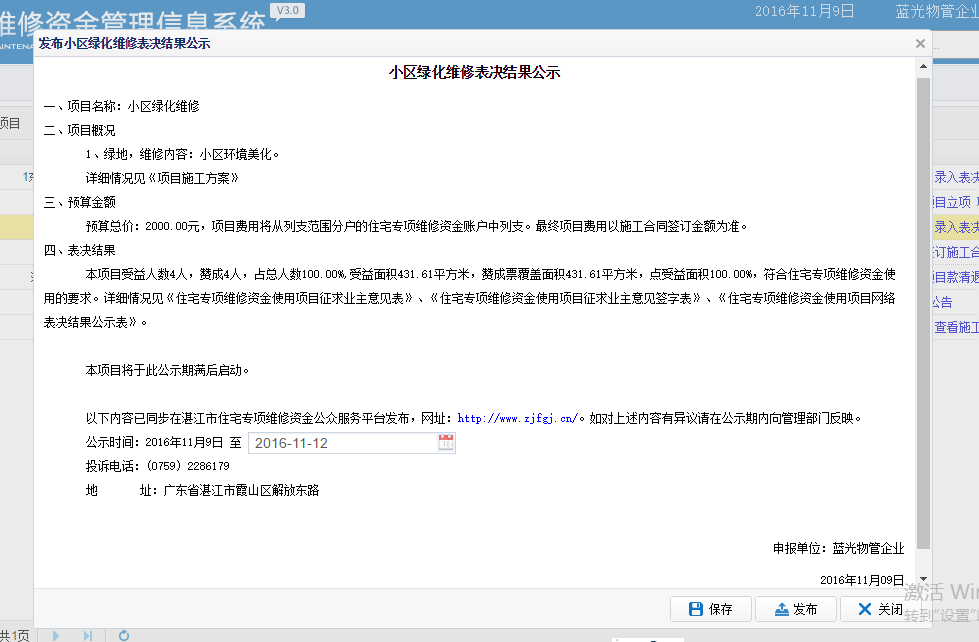 维修资金管理信息系统 V3.0 2016年11月9日 蓝光物管企业
发布小区绿化维修表决结果公示
小区绿化维修表决结果公示
一、项目名称：小区绿化维修
二、项目概况
1、绿地，维修内容：小区环境美化。
详细情况见《项目施工方案》
三、预算金额
预算总价：2000.00元，项目费用将从列支范围分户的住宅专项维修资金账户中列支。最终项目费用以施工合同签订金额为准。
四、表决结果
本项目受益人数4人，赞成4人，占总人数100.00%,受益面积431.61平方米，赞成票覆盖面积431.61平方米，点受益面积100.00%，符合住宅专项维修资金使
用的要求。详细情况见《住宅专项维修资金使用项目征求业主意见表》、《住宅专项维修资金使用项目征求业主意见签字表》、《住宅专项维修资金使用项目网络
表决结果公示表》。
本项目将于此公示期满后启动。
以下内容已同步在湛江市住宅专项维修资金公众服务平台发布，网址：http://www.zjfgj.cn/。如对上述内容有异议请在公示期内向管理部门反映。
公示时间：2016年11月9日 至 2016-11-12
投诉电话：（0759）2286179
地 址：广东省湛江市霞山区解放东路
申报单位：蓝光物管企业
2016年11月09日
保存 发布 关闭
项目
录入表决
项目立项
录入表决
签订施工合
项目款清退
公告
查看施工
激活 Win
转到"设置"
共1页